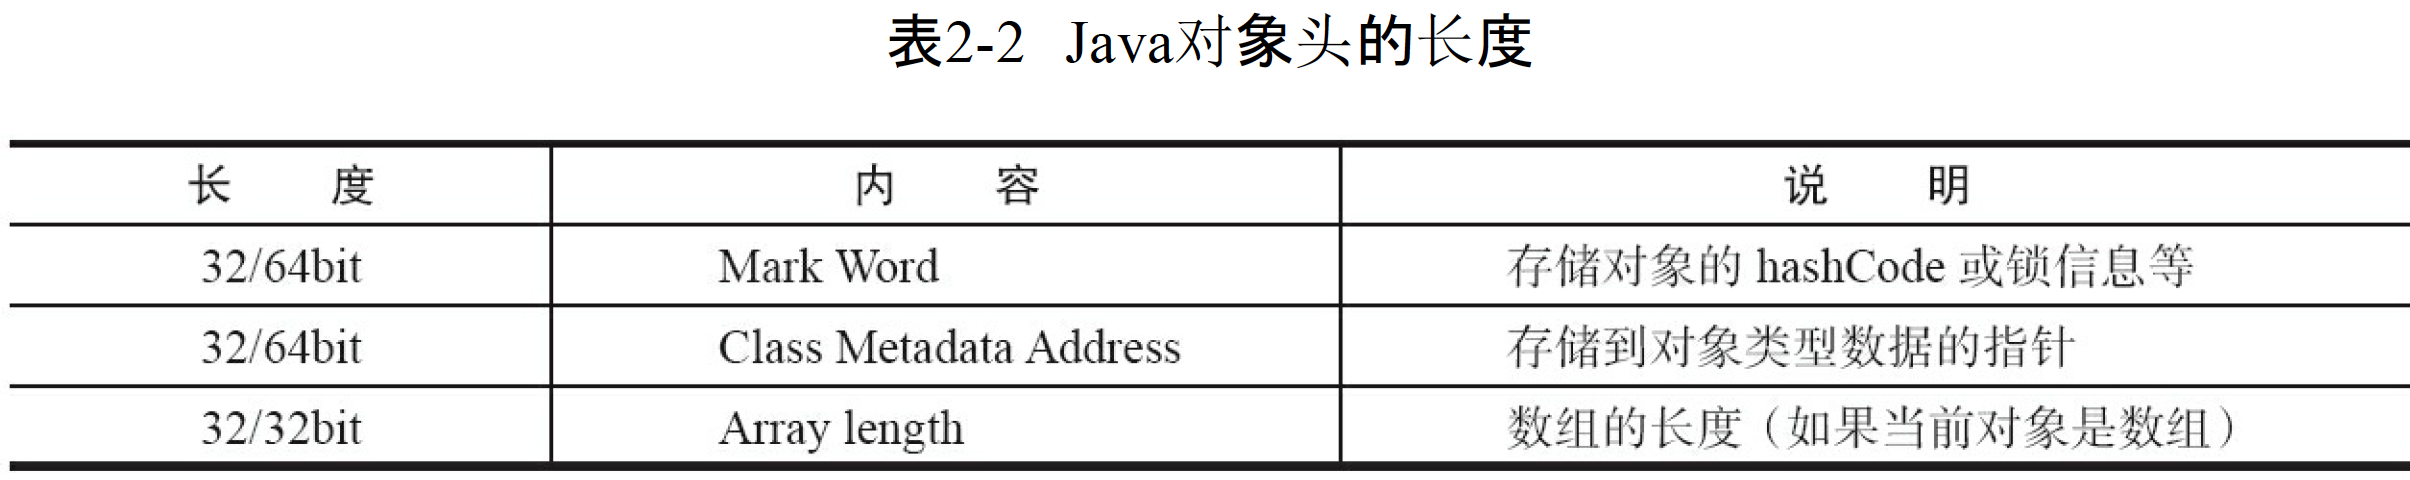 表2-2 Java对象头的长度
长 度 内 容 说 明
32/64bit Mark Word 存储对象的 hashCode 或锁信息等
32/64bit Class Metadata Address 存储到对象类型数据的指针
32/32bit Array length 数组的长度（如果当前对象是数组）